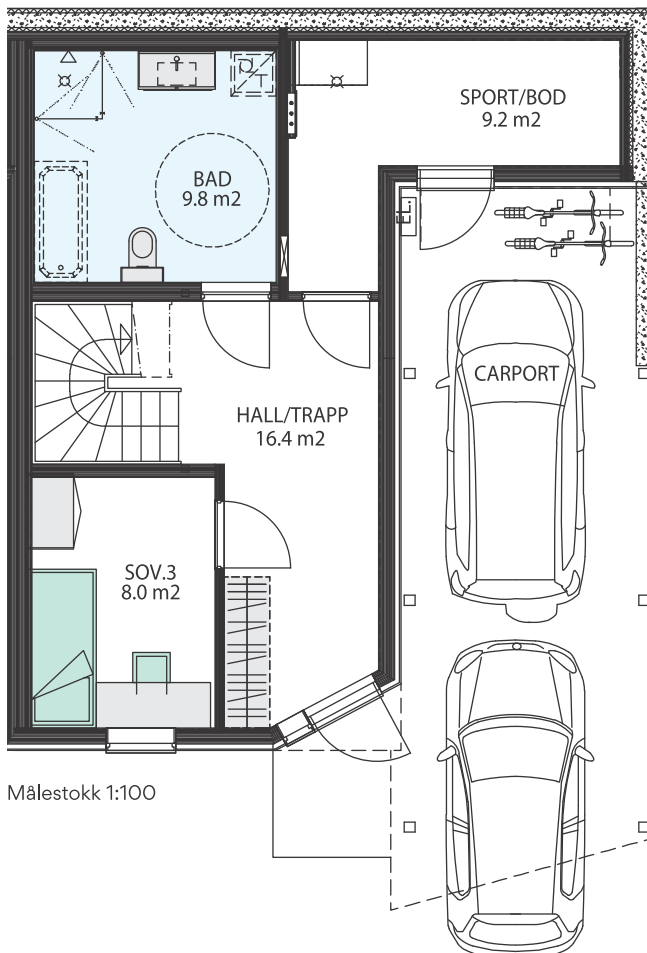 SPORT/BOD
9.2 m2
BAD
9.8 m2
T
EL.
CARPORT
HALL/TRAPP
16.4 m2
SOV.3
8.0 m2
Målestokk 1:100